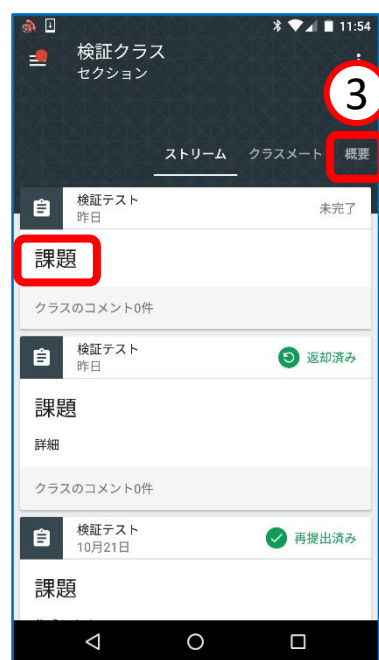 11:54
検証クラス
セクション
3
ストリーム クラスメート 概要
検証テスト
昨日
未完了
課題
クラスのコメント0件
検証テスト
昨日
返却済み
課題
詳細
クラスのコメント0件
検証テスト
10月21日
再提出済み
課題